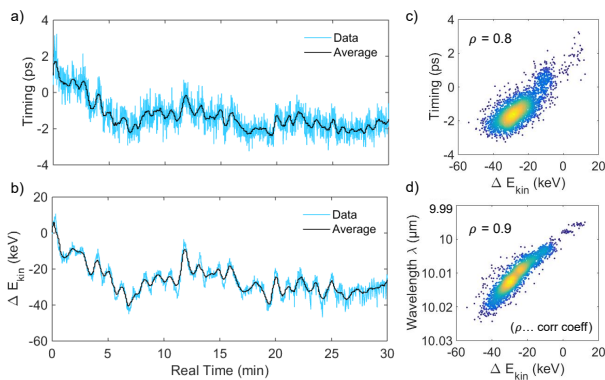 a)
4
2
0
-2
-4
Timing (ps)
Data
Average
b)
20
0
-20
-40
-60
Δ E_kin (keV)
Data
Average
0 5 10 15 20 25 30
Real Time (min)
c)
4
2
0
-2
4
Timing (ps)
ρ = 0.8
-60 -40 -20 0 20
Δ E_kin (keV)
d)
9.99
10
10.01
10.02
10.03
Wavelength λ (μm)
ρ = 0.9
(ρ... corr coeff)
-60 -40 -20 0 20
Δ E_kin (keV)